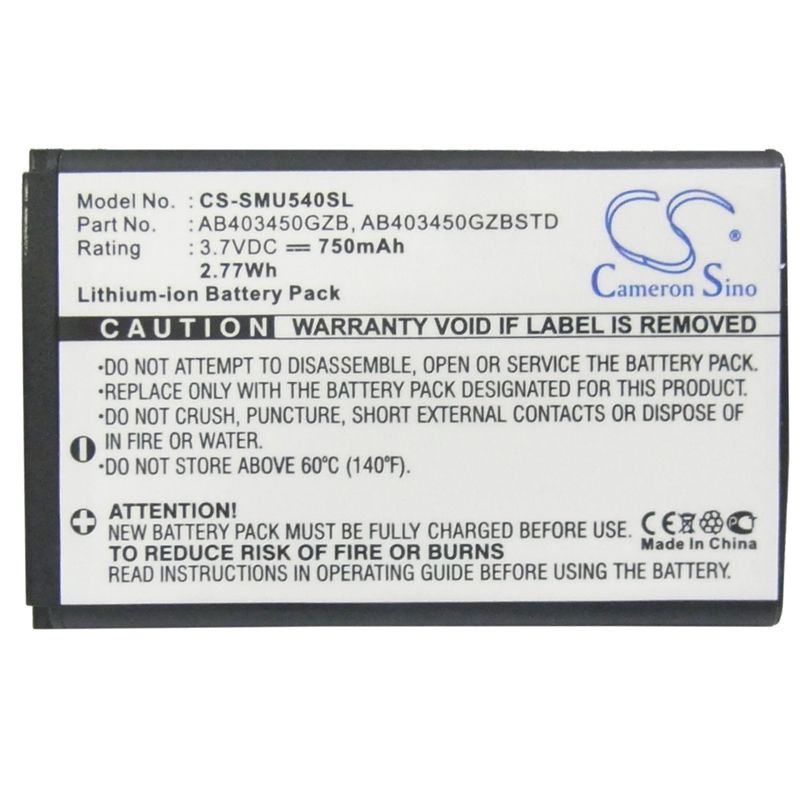 Model No. : CS-SMU540SL
Part No. : AB403450GZB, AB403450GZBSTD
Rating : 3.7VDC ⎓ 750mAh
2.77Wh
Lithium-ion Battery Pack
CS
®
Cameron Sino
CAUTION WARRANTY VOID IF LABEL IS REMOVED
•DO NOT ATTEMPT TO DISASSEMBLE, OPEN OR SERVICE THE BATTERY PACK.
•REPLACE ONLY WITH THE BATTERY PACK DESIGNATED FOR THIS PRODUCT.
•DO NOT CRUSH, PUNCTURE, SHORT EXTERNAL CONTACTS OR DISPOSE OF
IN FIRE OR WATER.
•DO NOT STORE ABOVE 60°C (140°F).
ATTENTION!
NEW BATTERY PACK MUST BE FULLY CHARGED BEFORE USE.
TO REDUCE RISK OF FIRE OR BURNS
READ INSTRUCTIONS IN OPERATING GUIDE BEFORE USE.
CE
Made In China